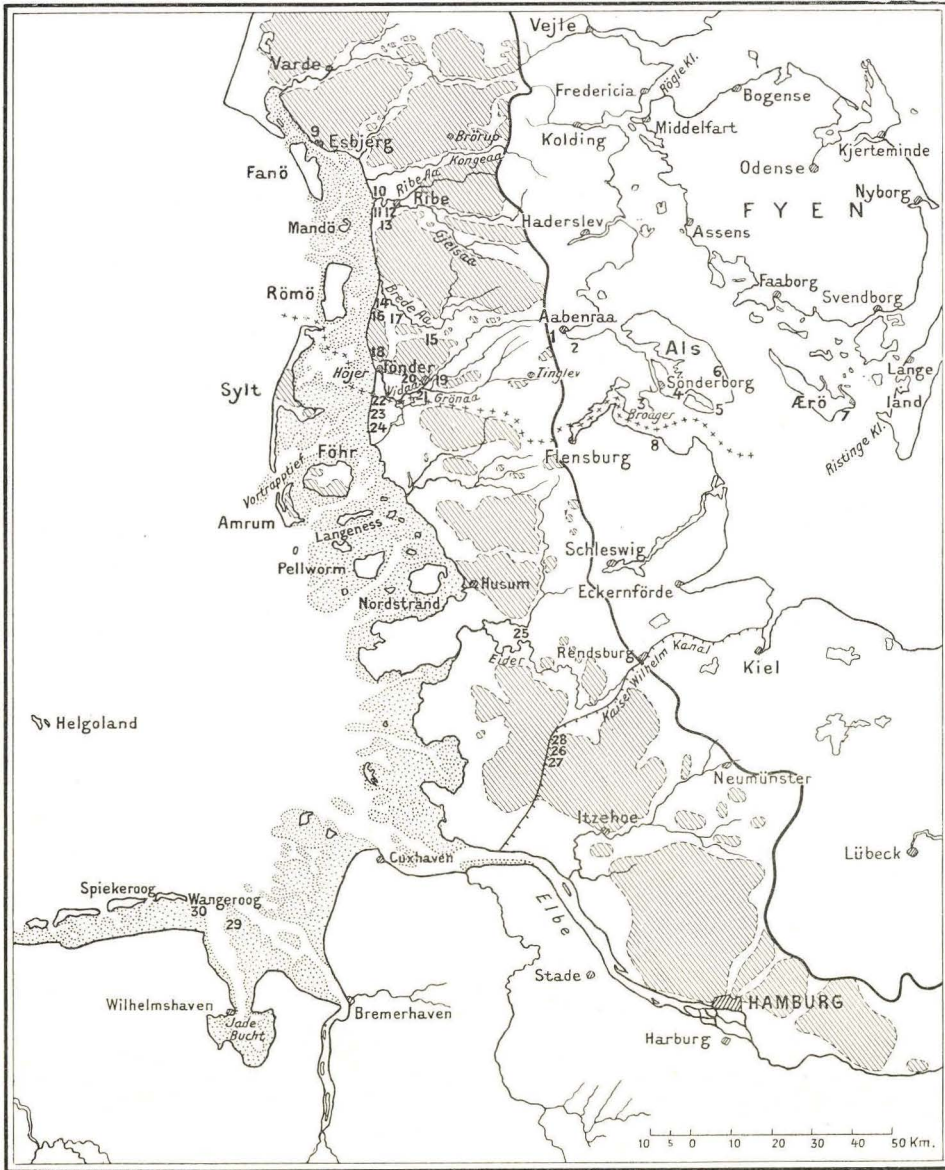 Vejle
Varde
Fredericia
Rögle Kl.
Bogense
Middelfart
9
Esbjerg
Brörup
Kolding
Kjerteminde
Odense
Fanö
Kongeaa
Ribe Aa
10
Ribe
Nyborg
11 12
13
Haderslev
FYEN
Mandö
Gjelsaa
Assens
Römö
Faaborg
Svendborg
14
Brede Aa
16 17
15
Aabenraa
1
2
Als
18
Höjer
Tönder
20
19
Tinglev
6
Sönderborg
Lange
land
Sylt
Vidaa
21
Grönaa
22
23
24
3
4
5
Broager
Ærö
7
8
Flensburg
Ristinge Kl.
Föhr
Vortrapptief
Amrum
Langeness
Pellworm
Schleswig
Husum
Eckernförde
Nordstrand
25
Eider
Rendsburg
Kaiser Wilhelm Kanal
Kiel
Helgoland
28
26
27
Neumünster
Itzehoe
Cuxhaven
Lübeck
Spiekeroog
Wangeroog
30
29
Elbe
Stade
Wilhelmshaven
Jade
Bucht
Bremerhaven
HAMBURG
Harburg
10 5 0 10 20 30 40 50 Km.